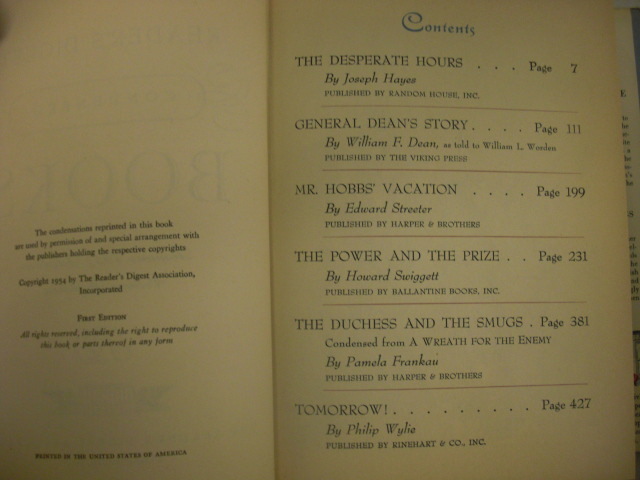 The condensations reprinted in this book
are used by permission of and special arrangement with
the publishers holding the respective copyrights
Copyright 1954 by The Reader's Digest Association,
Incorporated
First Edition
All rights reserved, including the right to reproduce
this book or parts thereof in any form
PRINTED IN THE UNITED STATES OF AMERICA
Contents
THE DESPERATE HOURS . . . Page 7
By Joseph Hayes
PUBLISHED BY RANDOM HOUSE, INC.
GENERAL DEAN'S STORY . . . . Page 111
By William F. Dean, as told to William L. Worden
PUBLISHED BY THE VIKING PRESS
MR. HOBBS' VACATION . . . . Page 199
By Edward Streeter
PUBLISHED BY HARPER & BROTHERS
THE POWER AND THE PRIZE . . Page 231
By Howard Swiggett
PUBLISHED BY BALLANTINE BOOKS, INC.
THE DUCHESS AND THE SMUGS . Page 381
Condensed from A WREATH FOR THE ENEMY
By Pamela Frankau
PUBLISHED BY HARPER & BROTHERS
TOMORROW! . . . . . . . . . Page 427
By Philip Wylie
PUBLISHED BY RINEHART & CO., INC.